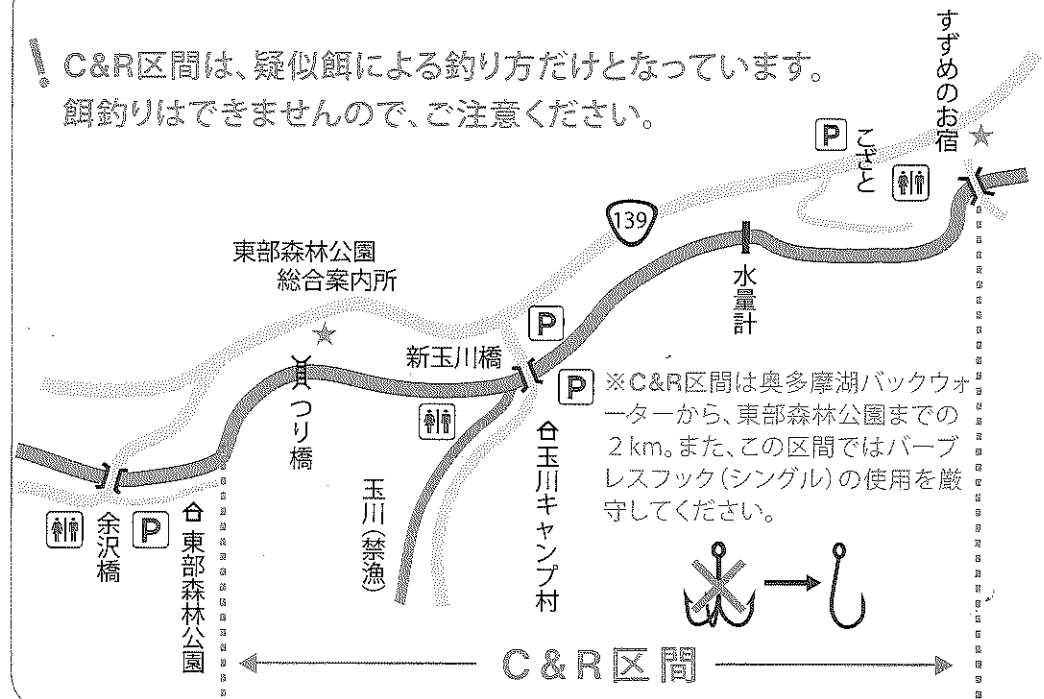 ! C&R区間は、疑似餌による釣り方だけとなっています。
餌釣りはできませんので、ご注意ください。
すずめのお宿
P
こざと
139
東部森林公園
総合案内所
水量計
P
新玉川橋
P
※C&R区間は奥多摩湖バックウォ
ーターから、東部森林公園までの
2km。また、この区間ではバーブ
レスフック(シングル)の使用を厳
守してください。
つり橋
玉川キャンプ村
玉川(禁漁)
余沢橋
P
東部森林公園
C&R区間